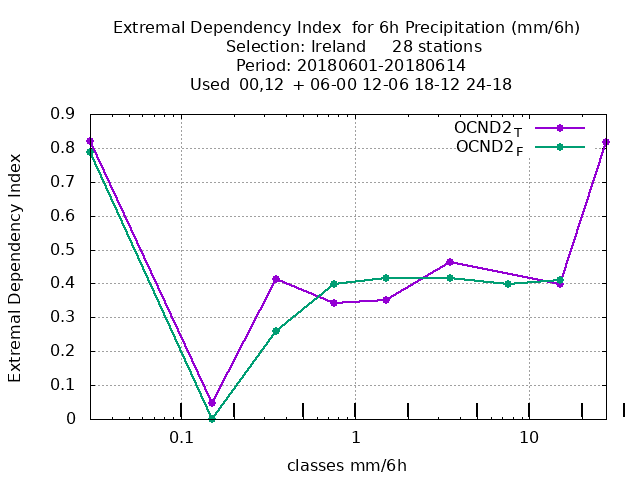 Extremal Dependency Index  for 6h Precipitation (mm/6h)
Selection: Ireland     28 stations
Period: 20180601-20180614
Used  00,12  + 06-00 12-06 18-12 24-18
OCND2T
OCND2F
Extremal Dependency Index
0.9
0.8
0.7
0.6
0.5
0.4
0.3
0.2
0.1
0
0.1 1 10
classes mm/6h